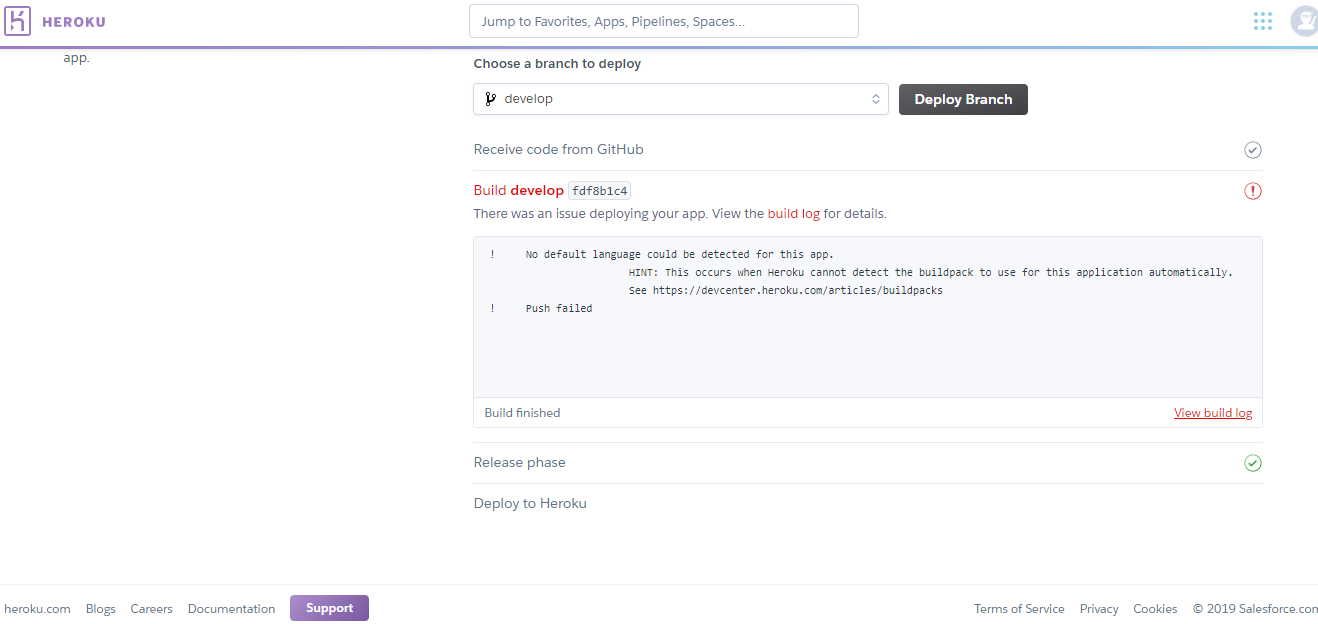 HEROKU
Jump to Favorites, Apps, Pipelines, Spaces...
app.
Choose a branch to deploy
develop
Deploy Branch
Receive code from GitHub
Build develop fdf8b1c4
There was an issue deploying your app. View the build log for details.
! No default language could be detected for this app.
HINT: This occurs when Heroku cannot detect the buildpack to use for this application automatically.
See https://devcenter.heroku.com/articles/buildpacks
! Push failed
Build finished
View build log
Release phase
Deploy to Heroku
heroku.com Blogs Careers Documentation Support Terms of Service Privacy Cookies © 2019 Salesforce.com